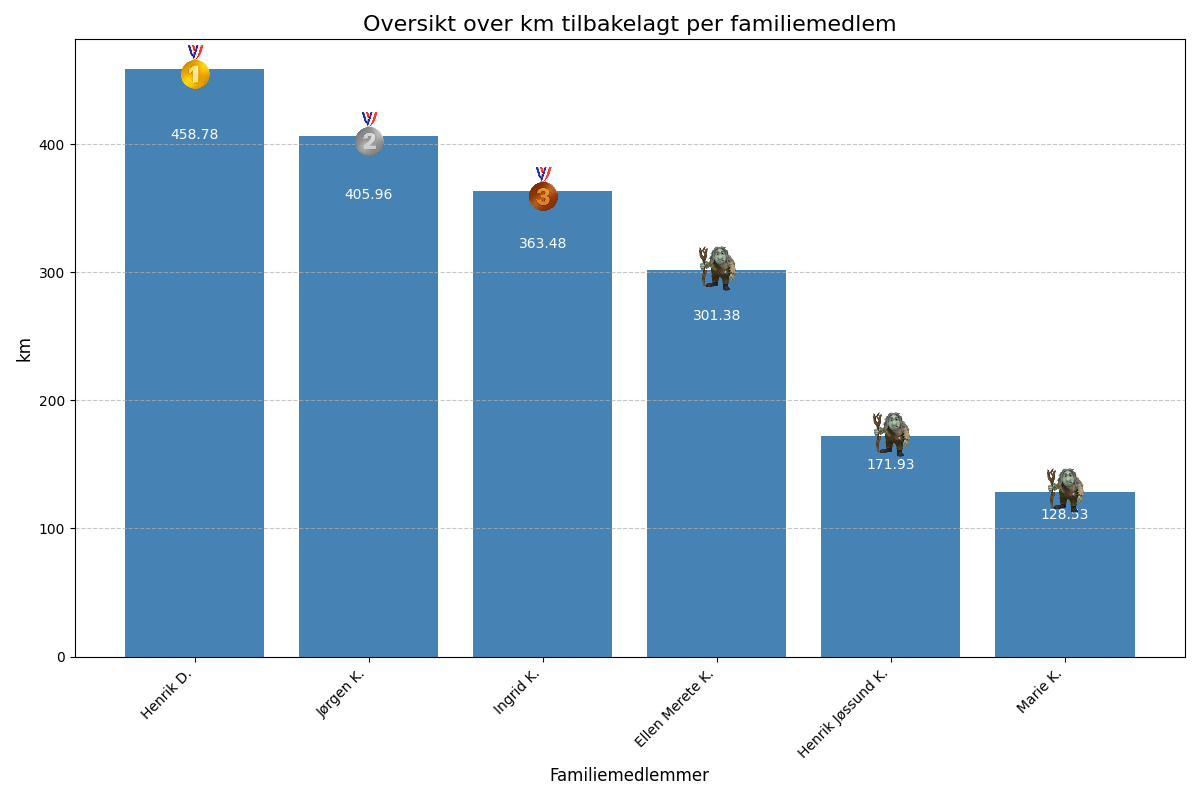 Oversikt over km tilbakelagt per familiemedlem
1
2
3
458.78
405.96
363.48
301.38
171.93
128.53
km
400
300
200
100
0
Henrik D.
Jørgen K.
Ingrid K.
Ellen Merete K.
Henrik Jøssund K.
Marie K.
Familiemedlemmer